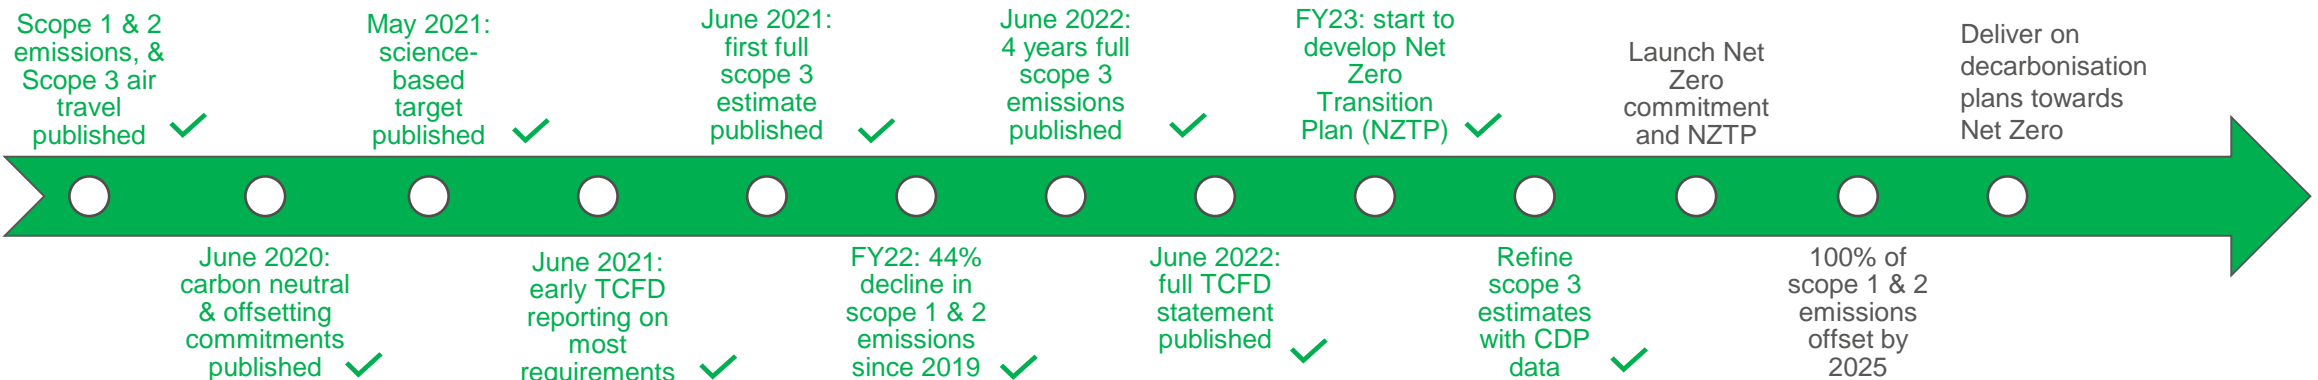 Scope 1 & 2
emissions, &
Scope 3 air
travel
published
May 2021:
science-
based
target
published
June 2021:
first full
scope 3
estimate
published
June 2022:
4 years full
scope 3
emissions
published
FY23: start to
develop Net
Zero
Transition
Plan (NZTP)
Launch Net
Zero
commitment
and NZTP
Deliver on
decarbonisation
plans towards
Net Zero
June 2020:
carbon neutral
& offsetting
commitments
published
June 2021:
early TCFD
reporting on
most
requirements
FY22: 44%
decline in
scope 1 & 2
emissions
since 2019
June 2022:
full TCFD
statement
published
Refine
scope 3
estimates
with CDP
data
100% of
scope 1 & 2
emissions
offset by
2025